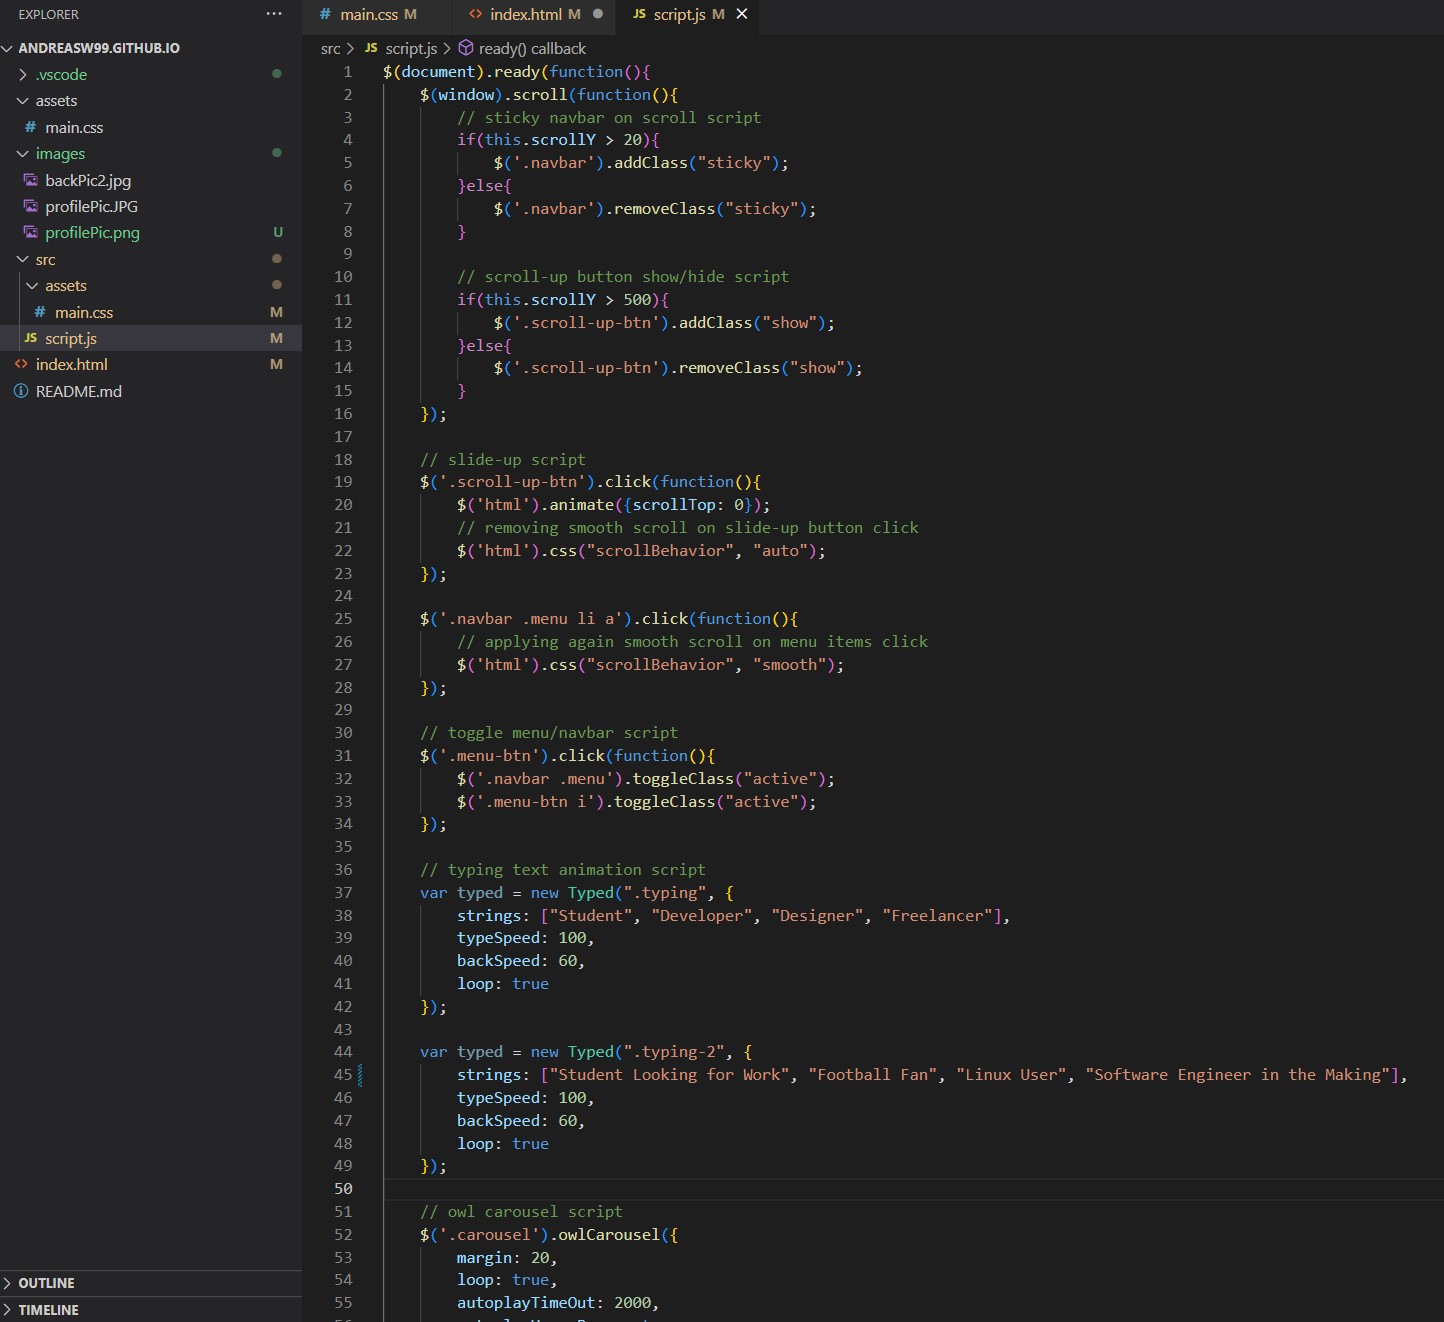 EXPLORER ···
ANDREASW99.GITHUB.IO
.vscode
assets
# main.css
images
backPic2.jpg
profilePic.JPG
profilePic.png U
src
assets
# main.css M
JS script.js M
<> index.html M
README.md
OUTLINE
TIMELINE
# main.css M <> index.html M JS script.js M
src > JS script.js > ready() callback
1 $(document).ready(function(){
2 $(window).scroll(function(){
3 // sticky navbar on scroll script
4 if(this.scrollY > 20){
5 $('.navbar').addClass("sticky");
6 }else{
7 $('.navbar').removeClass("sticky");
8 }
9
10 // scroll-up button show/hide script
11 if(this.scrollY > 500){
12 $('.scroll-up-btn').addClass("show");
13 }else{
14 $('.scroll-up-btn').removeClass("show");
15 }
16 });
17
18 // slide-up script
19 $('.scroll-up-btn').click(function(){
20 $('html').animate({scrollTop: 0});
21 // removing smooth scroll on slide-up button click
22 $('html').css("scrollBehavior", "auto");
23 });
24
25 $('.navbar .menu li a').click(function(){
26 // applying again smooth scroll on menu items click
27 $('html').css("scrollBehavior", "smooth");
28 });
29
30 // toggle menu/navbar script
31 $('.menu-btn').click(function(){
32 $('.navbar .menu').toggleClass("active");
33 $('.menu-btn i').toggleClass("active");
34 });
35
36 // typing text animation script
37 var typed = new Typed(".typing", {
38 strings: ["Student", "Developer", "Designer", "Freelancer"],
39 typeSpeed: 100,
40 backSpeed: 60,
41 loop: true
42 });
43
44 var typed = new Typed(".typing-2", {
45 strings: ["Student Looking for Work", "Football Fan", "Linux User", "Software Engineer in the Making"],
46 typeSpeed: 100,
47 backSpeed: 60,
48 loop: true
49 });
50
51 // owl carousel script
52 $('.carousel').owlCarousel({
53 margin: 20,
54 loop: true,
55 autoplayTimeOut: 2000,